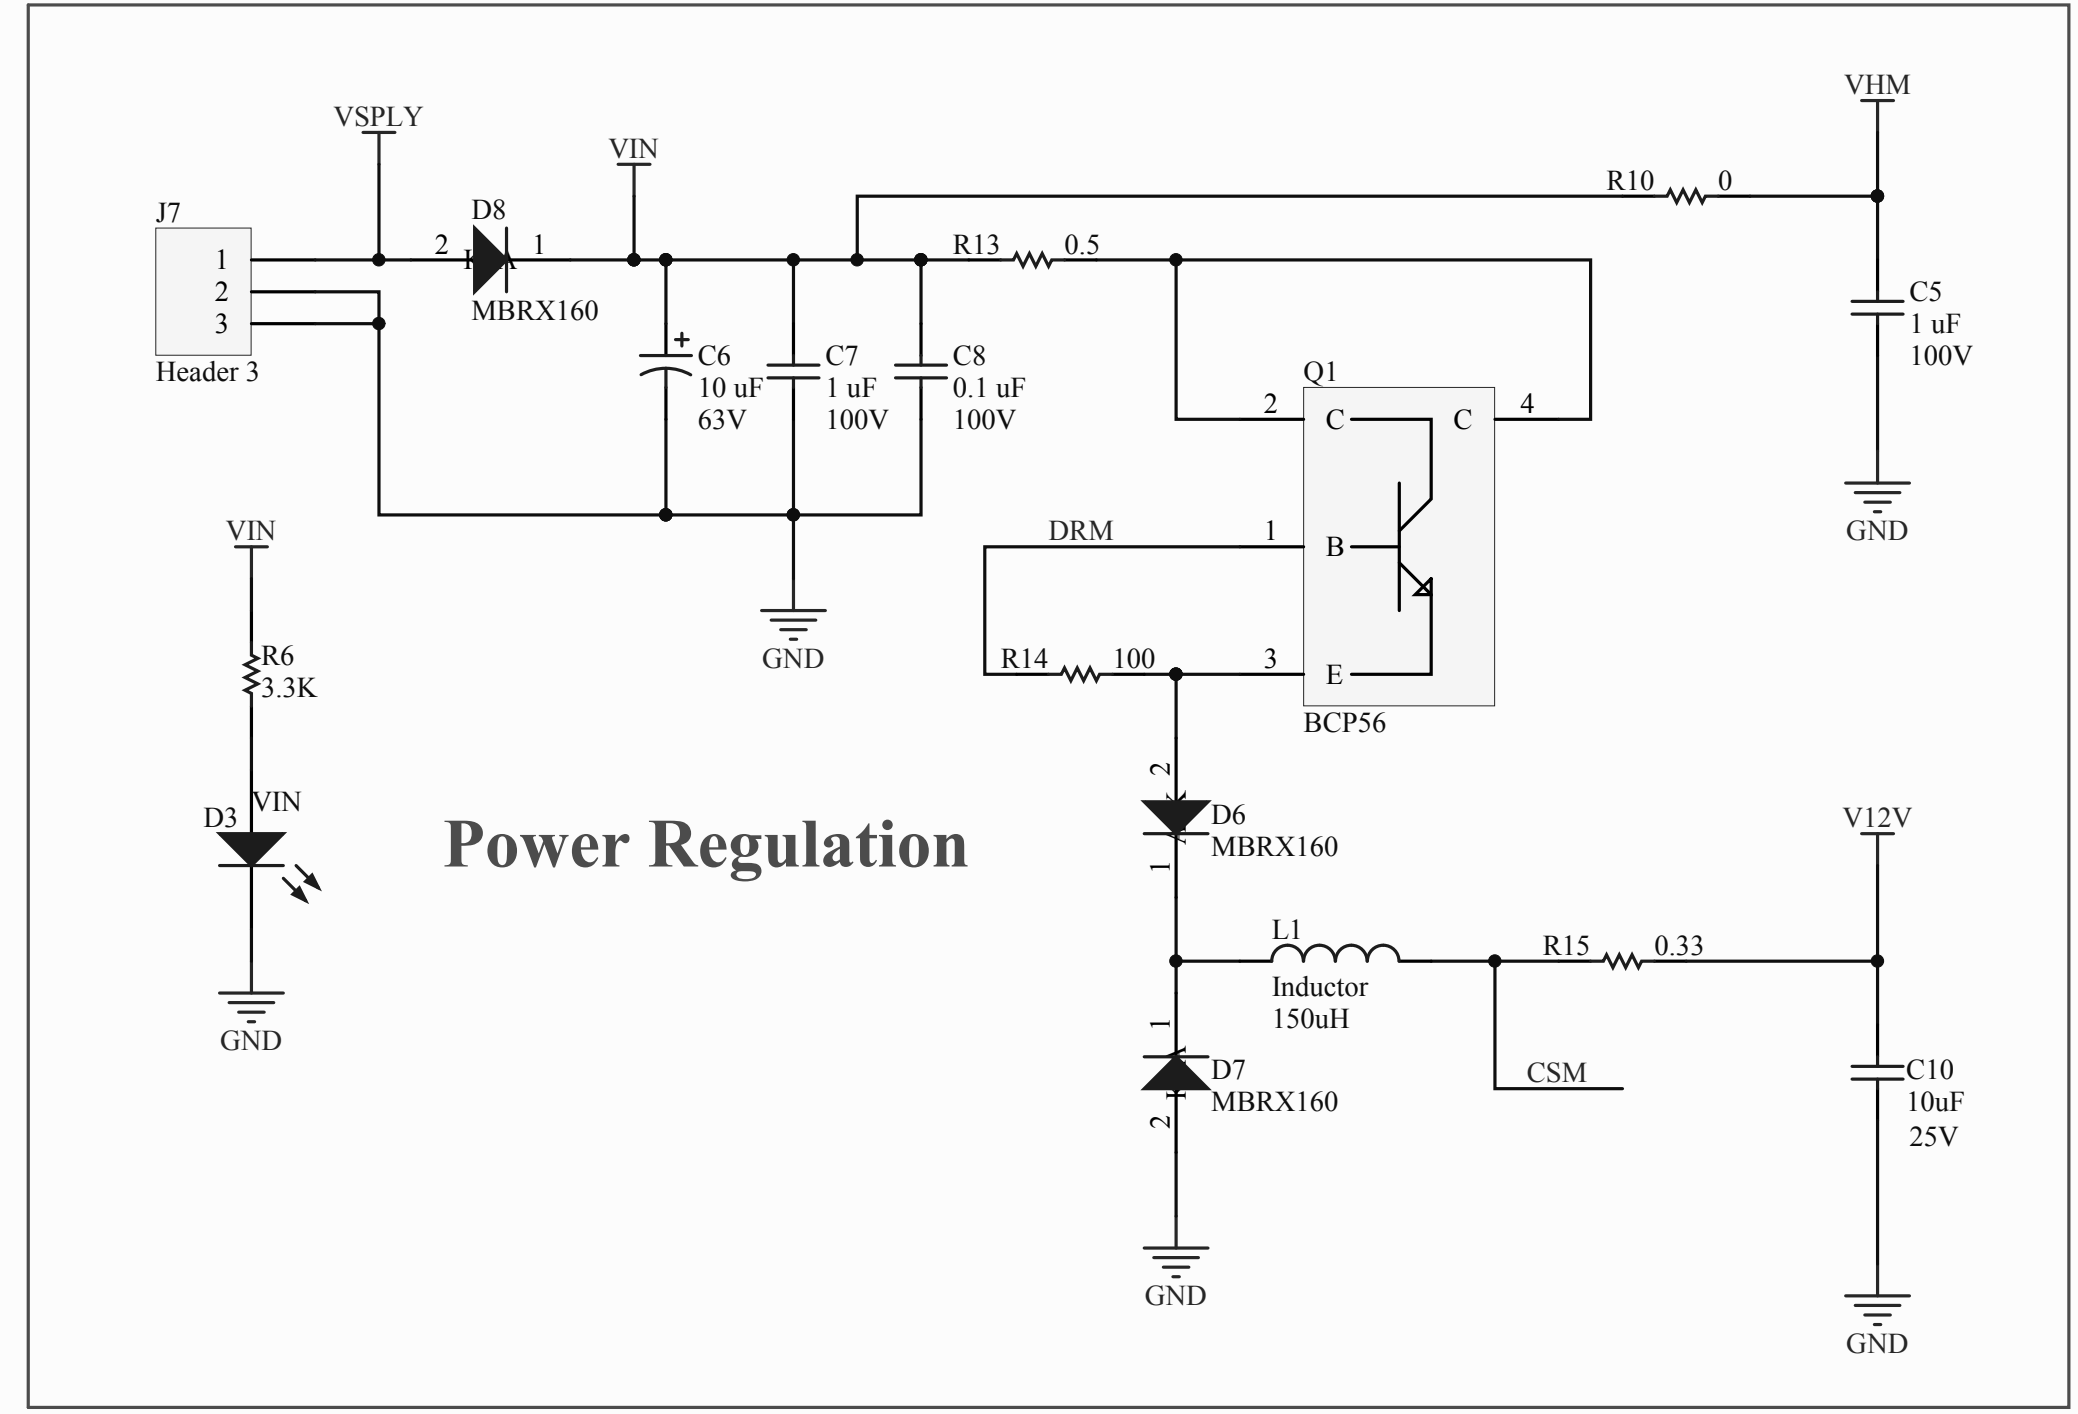 VHM
VSPLY
VIN
R10 0
J7
D8
1
2
3
2
1
R13 0.5
MBRX160
Header 3
C6
10 uF
63V
C7
1 uF
100V
C8
0.1 uF
100V
C5
1 uF
100V
GND
Q1
2
C
C
4
DRM
1
B
R14 100
3
E
BCP56
GND
VIN
R6
3.3K
VIN
D3
GND
Power Regulation
2
D6
MBRX160
1
V12V
L1
Inductor
150uH
R15 0.33
CSM
1
D7
MBRX160
2
GND
C10
10uF
25V
GND